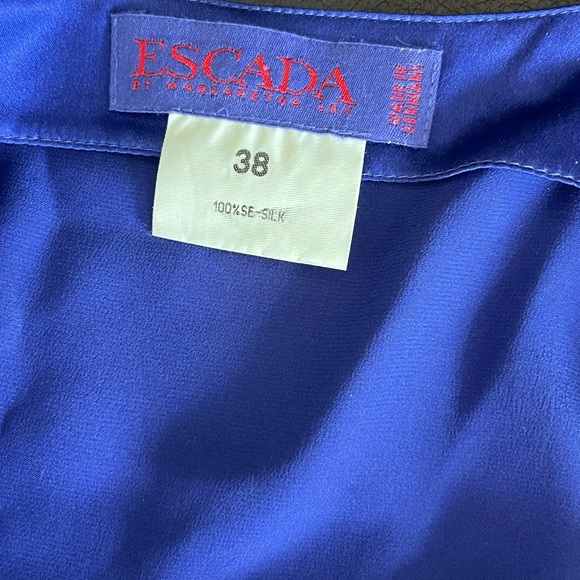 ESCADA
BY MARGARETHA LEY
MADE IN
GERMANY
38
100%SE-SILK